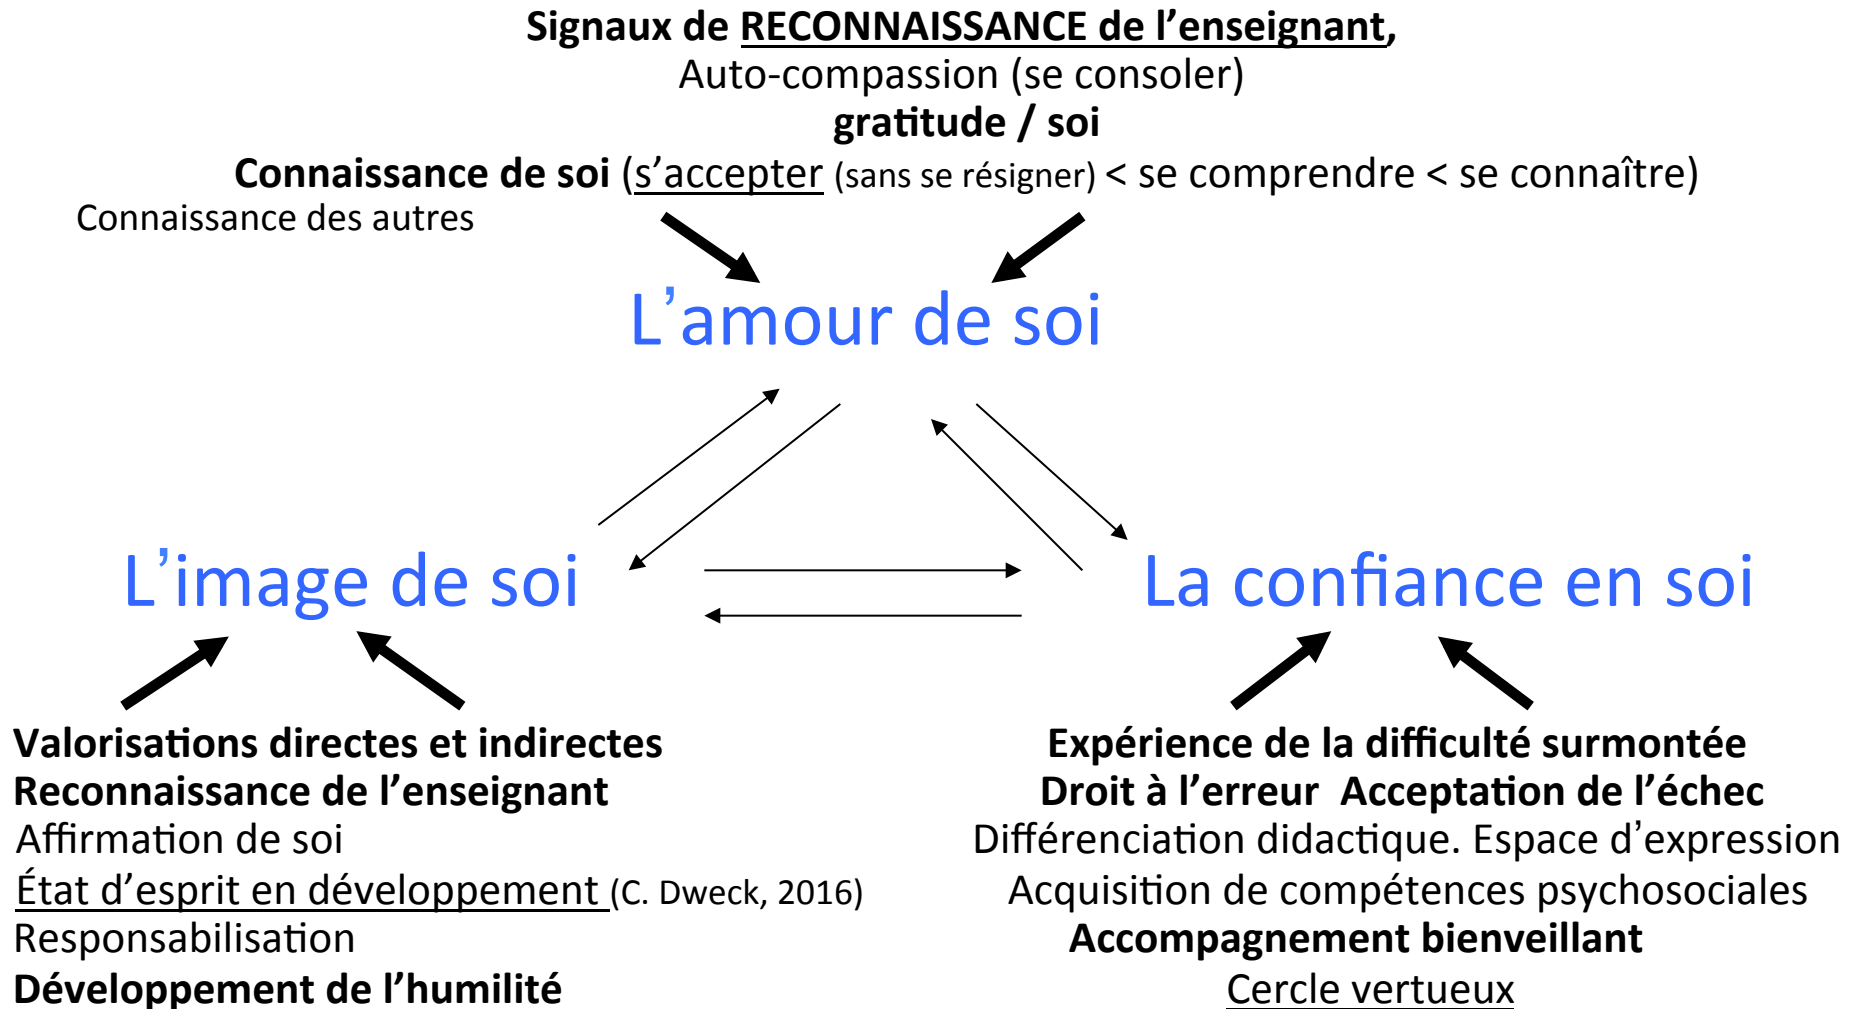 Signaux de RECONNAISSANCE de l’enseignant,
Auto-compassion (se consoler)
gratitude / soi
Connaissance de soi (s’accepter (sans se résigner) < se comprendre < se connaître)
Connaissance des autres
L’amour de soi
L’image de soi
La confiance en soi
Valorisations directes et indirectes
Reconnaissance de l’enseignant
Affirmation de soi
État d’esprit en développement (C. Dweck, 2016)
Responsabilisation
Développement de l’humilité
Expérience de la difficulté surmontée
Droit à l’erreur  Acceptation de l’échec
Différenciation didactique. Espace d’expression
Acquisition de compétences psychosociales
Accompagnement bienveillant
Cercle vertueux